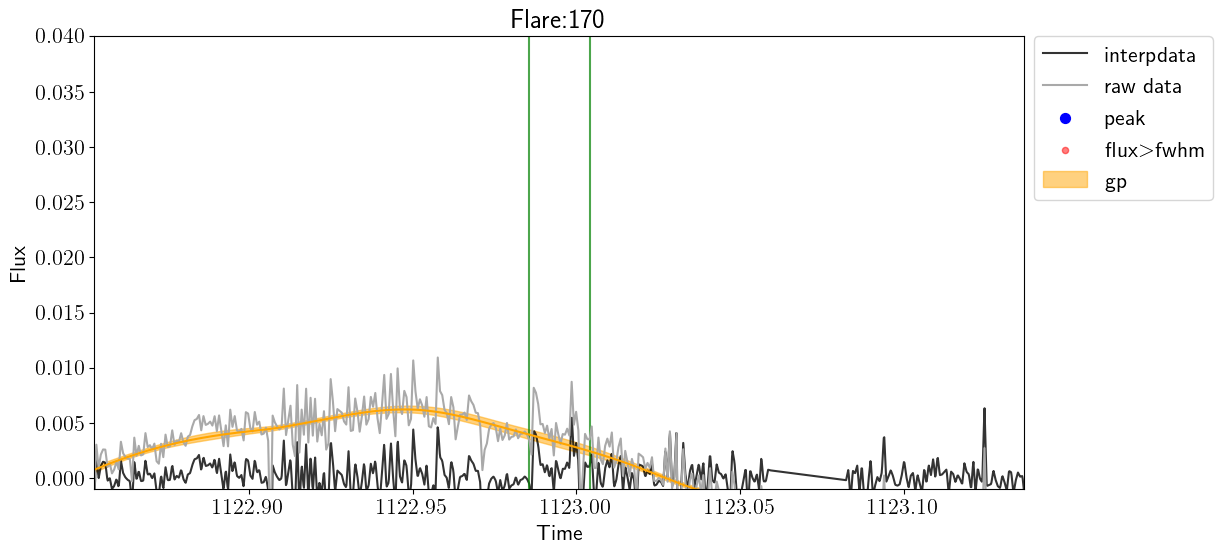 Flare:170
0.040
0.035
0.030
0.025
0.020
0.015
0.010
0.005
0.000
Flux
1122.90 1122.95 1123.00 1123.05 1123.10
Time
interpdata
raw data
peak
flux>fwhm
gp